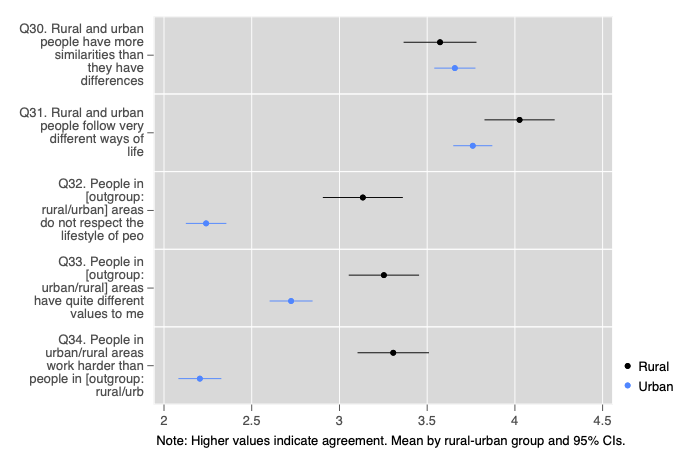 Q30. Rural and urban
people have more
similarities than
they have
differences
Q31. Rural and urban
people follow very
different ways of
life
Q32. People in
[outgroup:
rural/urban] areas
do not respect the
lifestyle of peo
Q33. People in
[outgroup:
urban/rural] areas
have quite different
values to me
Q34. People in
urban/rural areas
work harder than
people in [outgroup:
rural/urb
Rural
Urban
2 2.5 3 3.5 4 4.5
Note: Higher values indicate agreement. Mean by rural-urban group and 95% CIs.